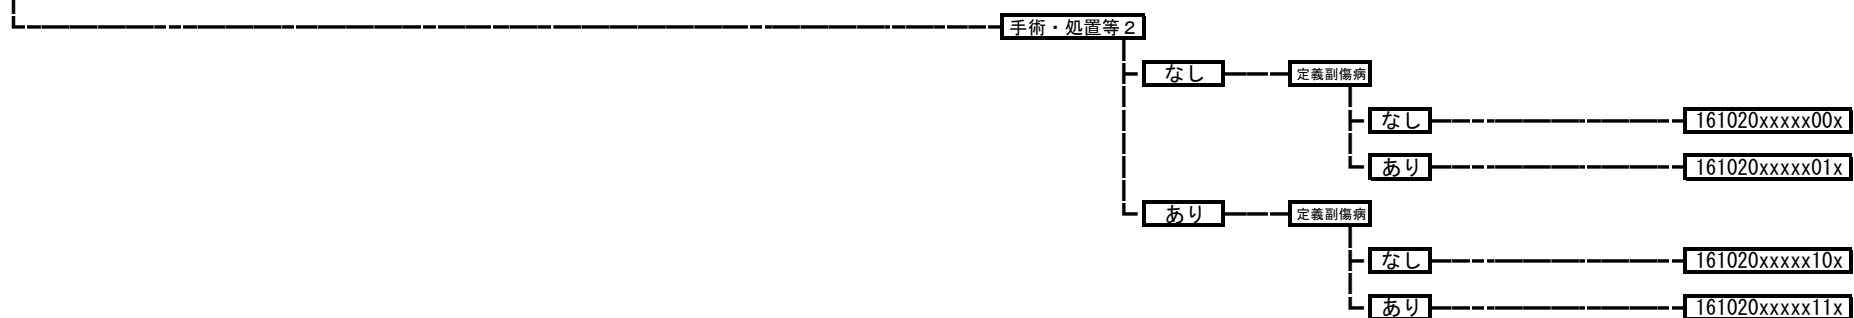 手術・処置等２
なし
定義副傷病
なし
161020xxxxx00x
あり
161020xxxxx01x
あり
定義副傷病
なし
161020xxxxx10x
あり
161020xxxxx11x